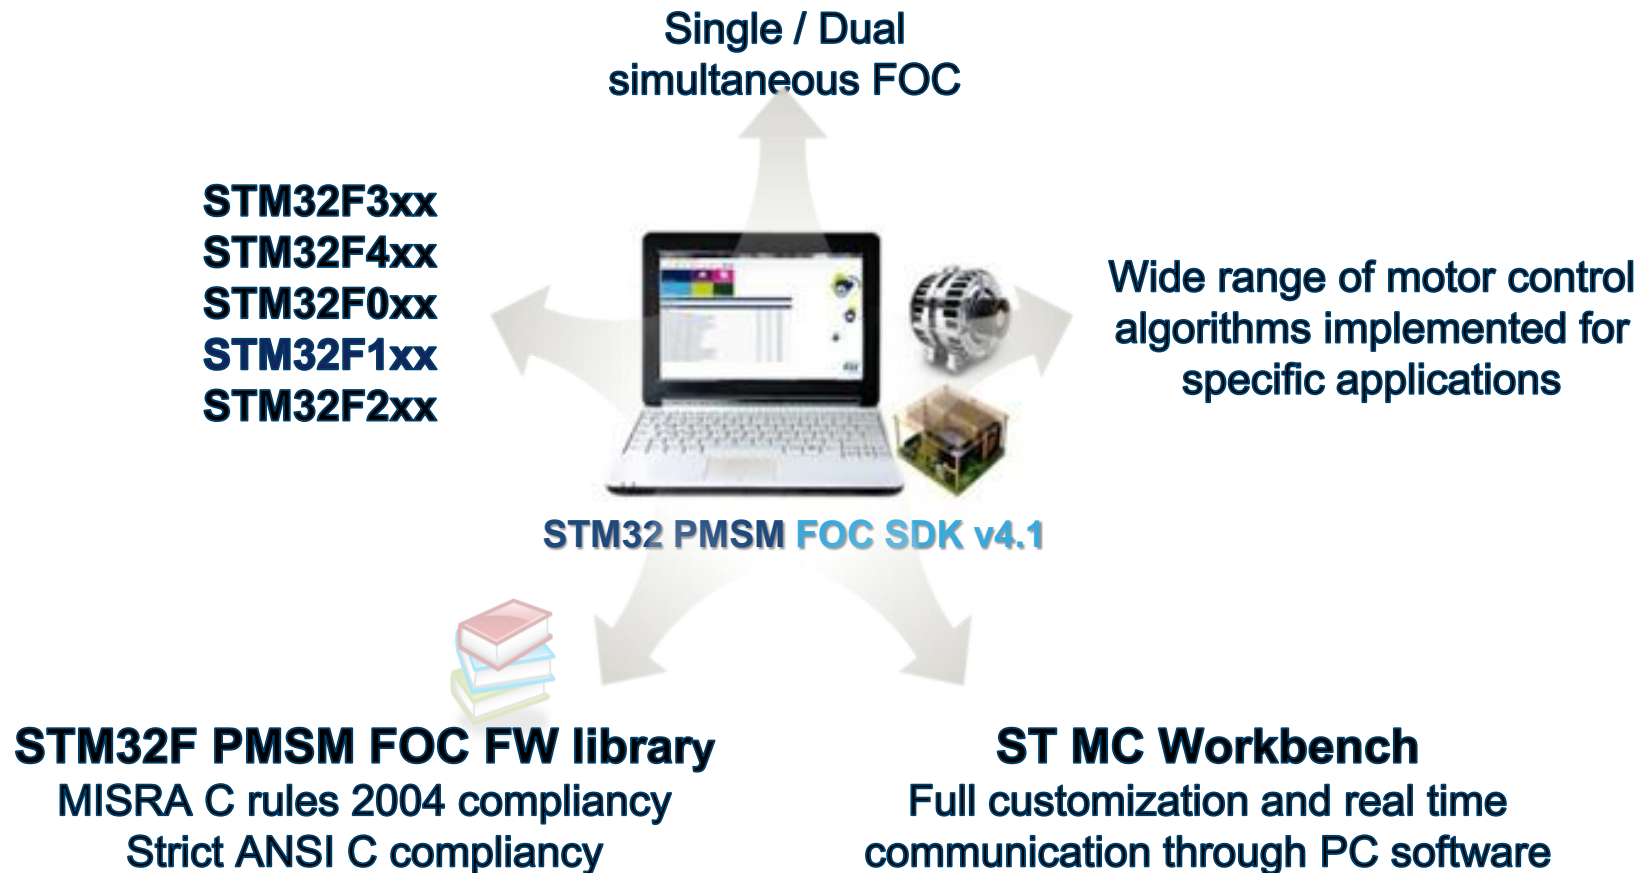 Single / Dual
simultaneous FOC
STM32F3xx
STM32F4xx
STM32F0xx
STM32F1xx
STM32F2xx
Wide range of motor control
algorithms implemented for
specific applications
STM32 PMSM FOC SDK v4.1
STM32F PMSM FOC FW library
MISRA C rules 2004 compliancy
Strict ANSI C compliancy
ST MC Workbench
Full customization and real time
communication through PC software